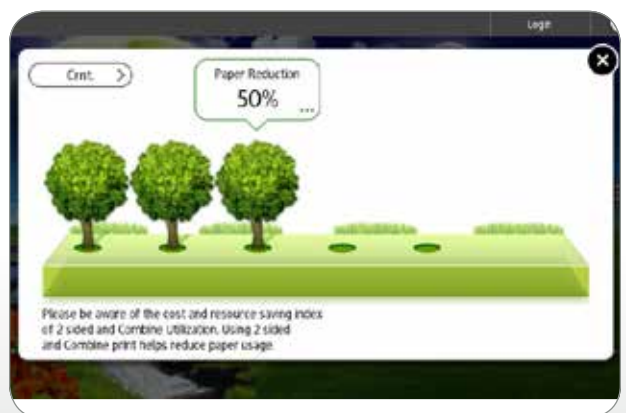 Login
Crnt.
Paper Reduction
50%
...
Please be aware of the cost and resource saving index
of 2 sided and Combine Utilization. Using 2 sided
and Combine print helps reduce paper usage.